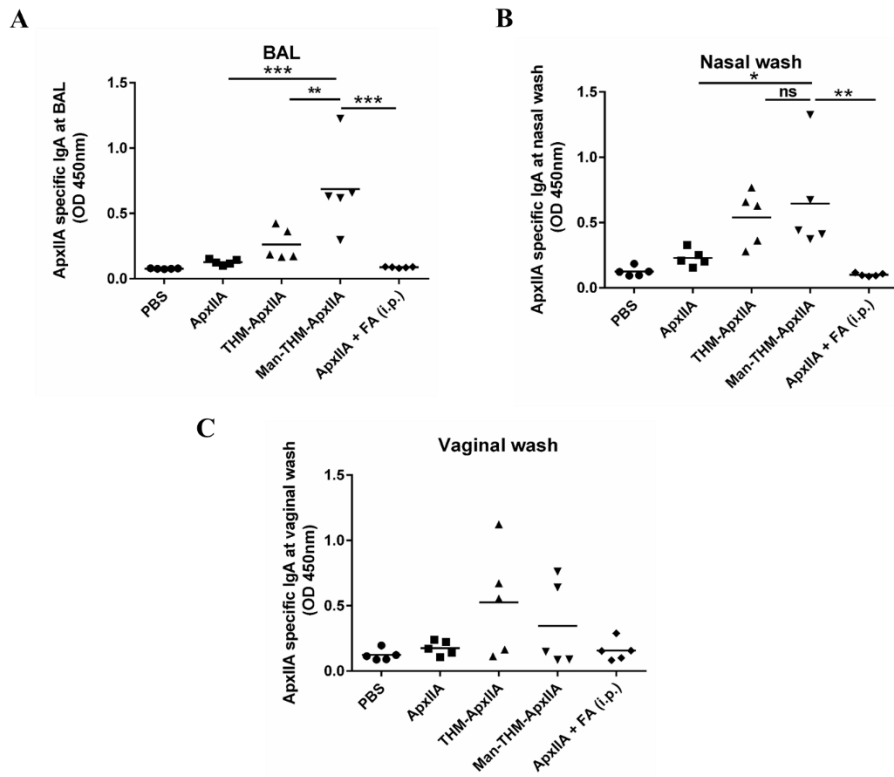 A
BAL
ApxIIA specific IgA at BAL
(OD 450nm)
***
**
***
1.5
1.0
0.5
0.0
PBS
ApxIIA
THM-ApxIIA
Man-THM-ApxIIA
ApxIIA + FA (i.p.)
B
Nasal wash
ApxIIA specific IgA at nasal wash
(OD 450nm)
*
ns
**
1.5
1.0
0.5
0.0
PBS
ApxIIA
THM-ApxIIA
Man-THM-ApxIIA
ApxIIA + FA (i.p.)
C
Vaginal wash
ApxIIA specific IgA at vaginal wash
(OD 450nm)
1.5
1.0
0.5
0.0
PBS
ApxIIA
THM-ApxIIA
Man-THM-ApxIIA
ApxIIA + FA (i.p.)